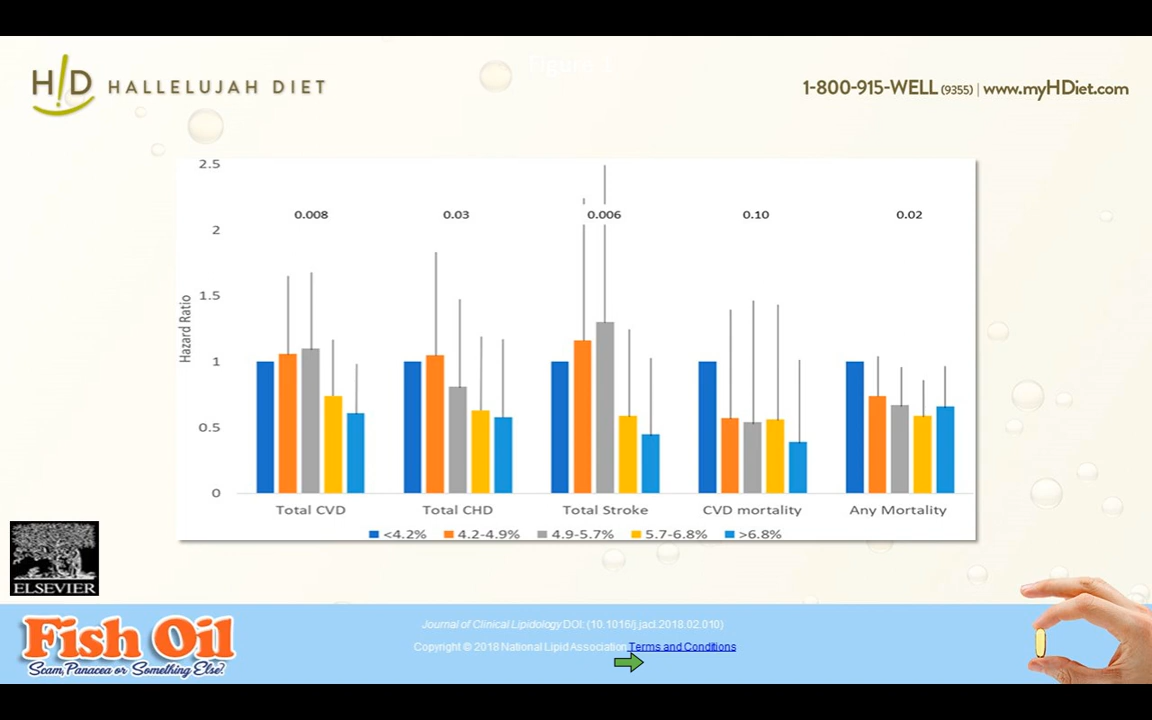 H!D HALLELUJAH DIET
Figure 1
1-800-915-WELL (9355) | www.myHDiet.com
2.5
0.008 0.03 0.006 0.10 0.02
2
1.5
Hazard Ratio
1
0.5
0
Total CVD Total CHD Total Stroke CVD mortality Any Mortality
<4.2% 4.2-4.9% 4.9-5.7% 5.7-6.8% >6.8%
ELSEVIER
Fish Oil
Scam, Panacea or Something Else?
Journal of Clinical Lipidology DOI: (10.1016/j.jacl.2018.02.010)
Copyright © 2018 National Lipid Association Terms and Conditions